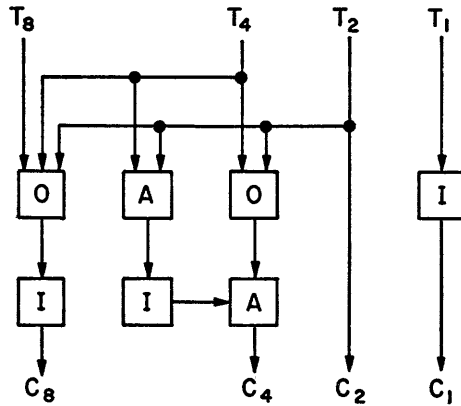 T₈ T₄ T₂ T₁
O A O I
I I A
C₈ C₄ C₂ C₁